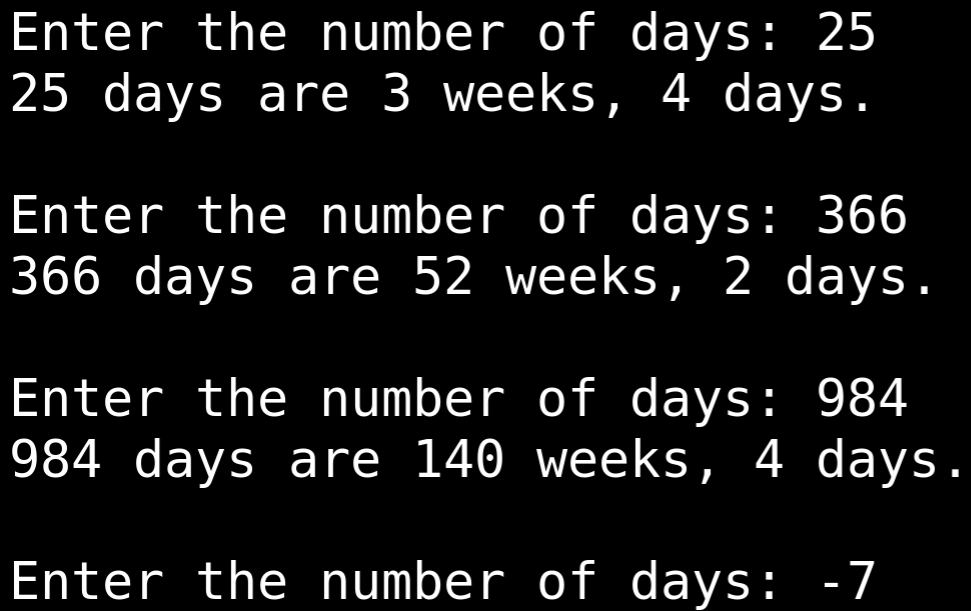 Enter the number of days: 25
25 days are 3 weeks, 4 days.
Enter the number of days: 366
366 days are 52 weeks, 2 days.
Enter the number of days: 984
984 days are 140 weeks, 4 days.
Enter the number of days: -7